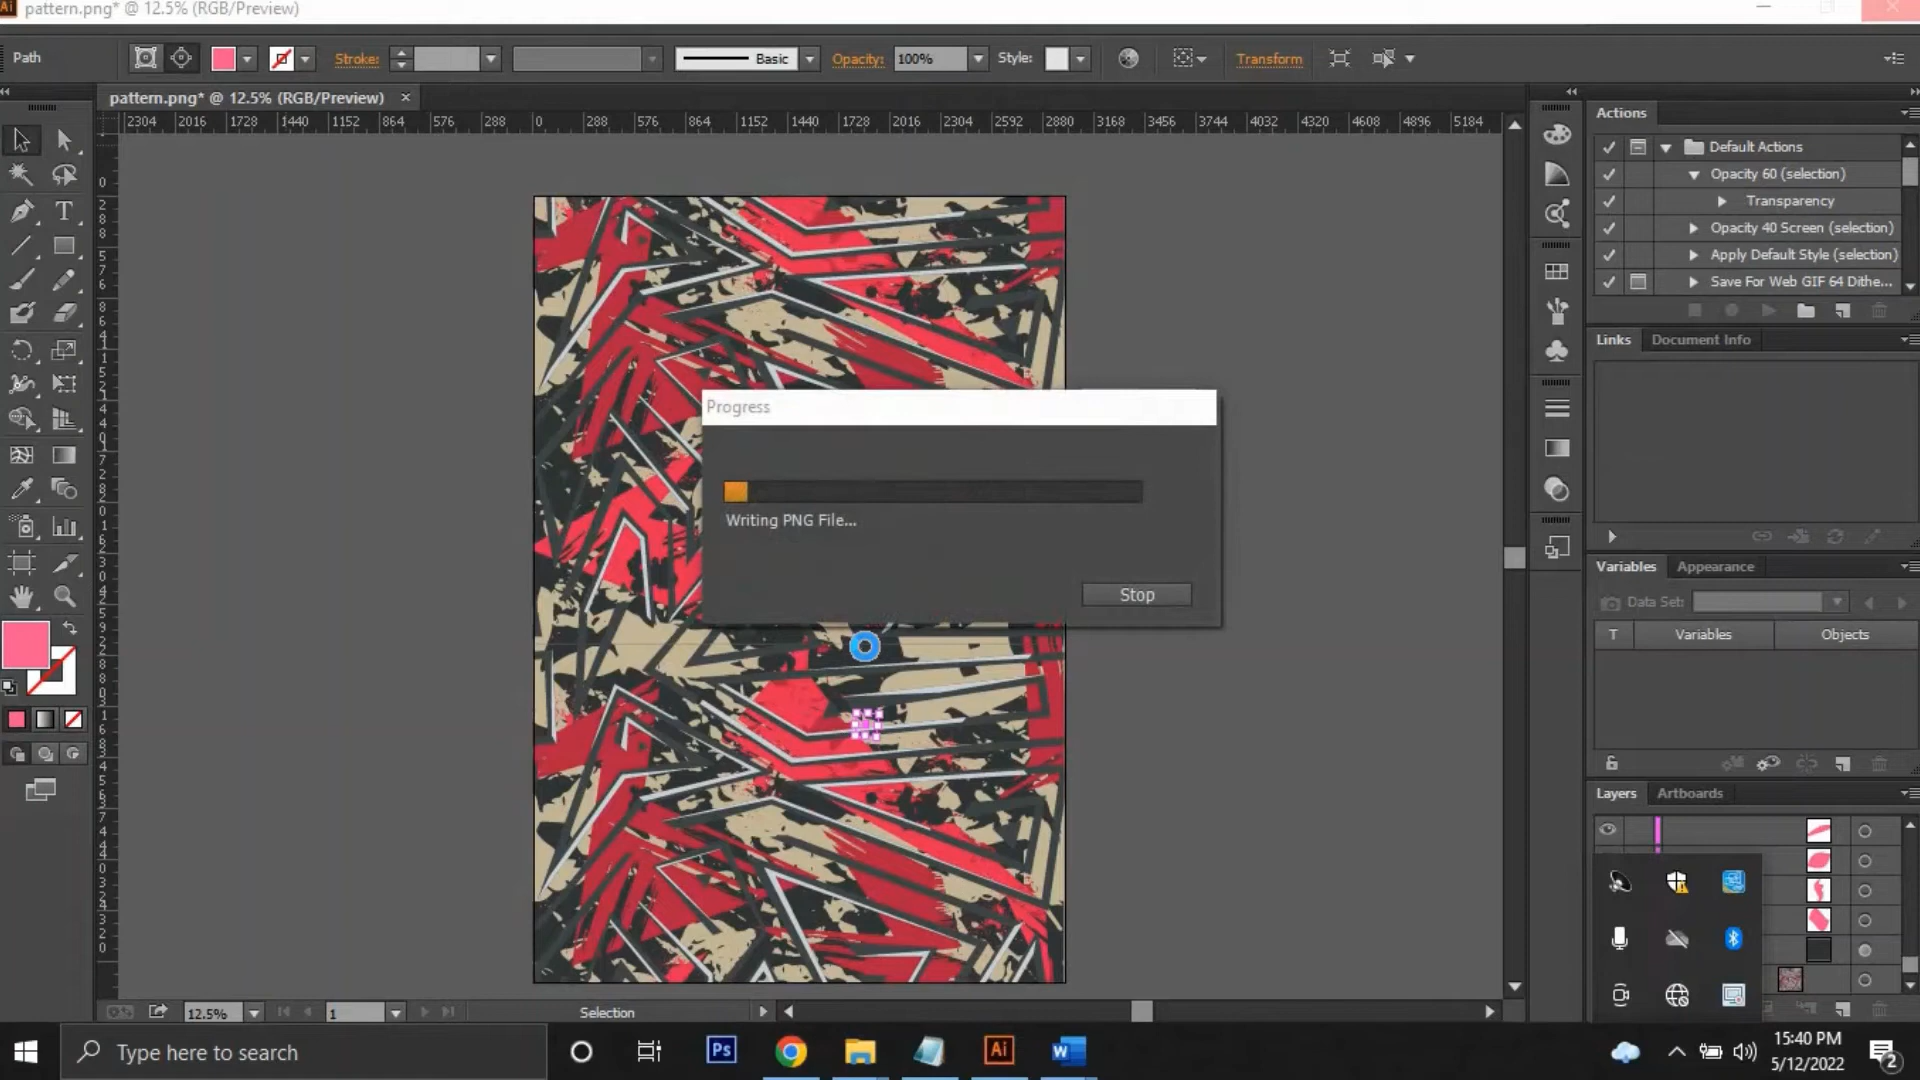 Ai pattern.png* @ 12.5% (RGB/Preview)
Path
Stroke:
Basic
Opacity:
100%
Style:
Transform
pattern.png* @ 12.5% (RGB/Preview) ×
2304 2016 1728 1440 1152 864 576 288 0 288 576 864 1152 1440 1728 2016 2304 2592 2880 3168 3456 3744 4032 4320 4608 4896 5184
Actions
Default Actions
Opacity 60 (selection)
Transparency
Opacity 40 Screen (selection)
Apply Default Style (selection)
Save For Web GIF 64 Dithe...
Links Document Info
Progress
Writing PNG File...
Stop
Variables Appearance
Data Set:
T Variables Objects
Layers Artboards
12.5%
1
Selection
Type here to search
Ps
Ai
W
15:40 PM
5/12/2022
2